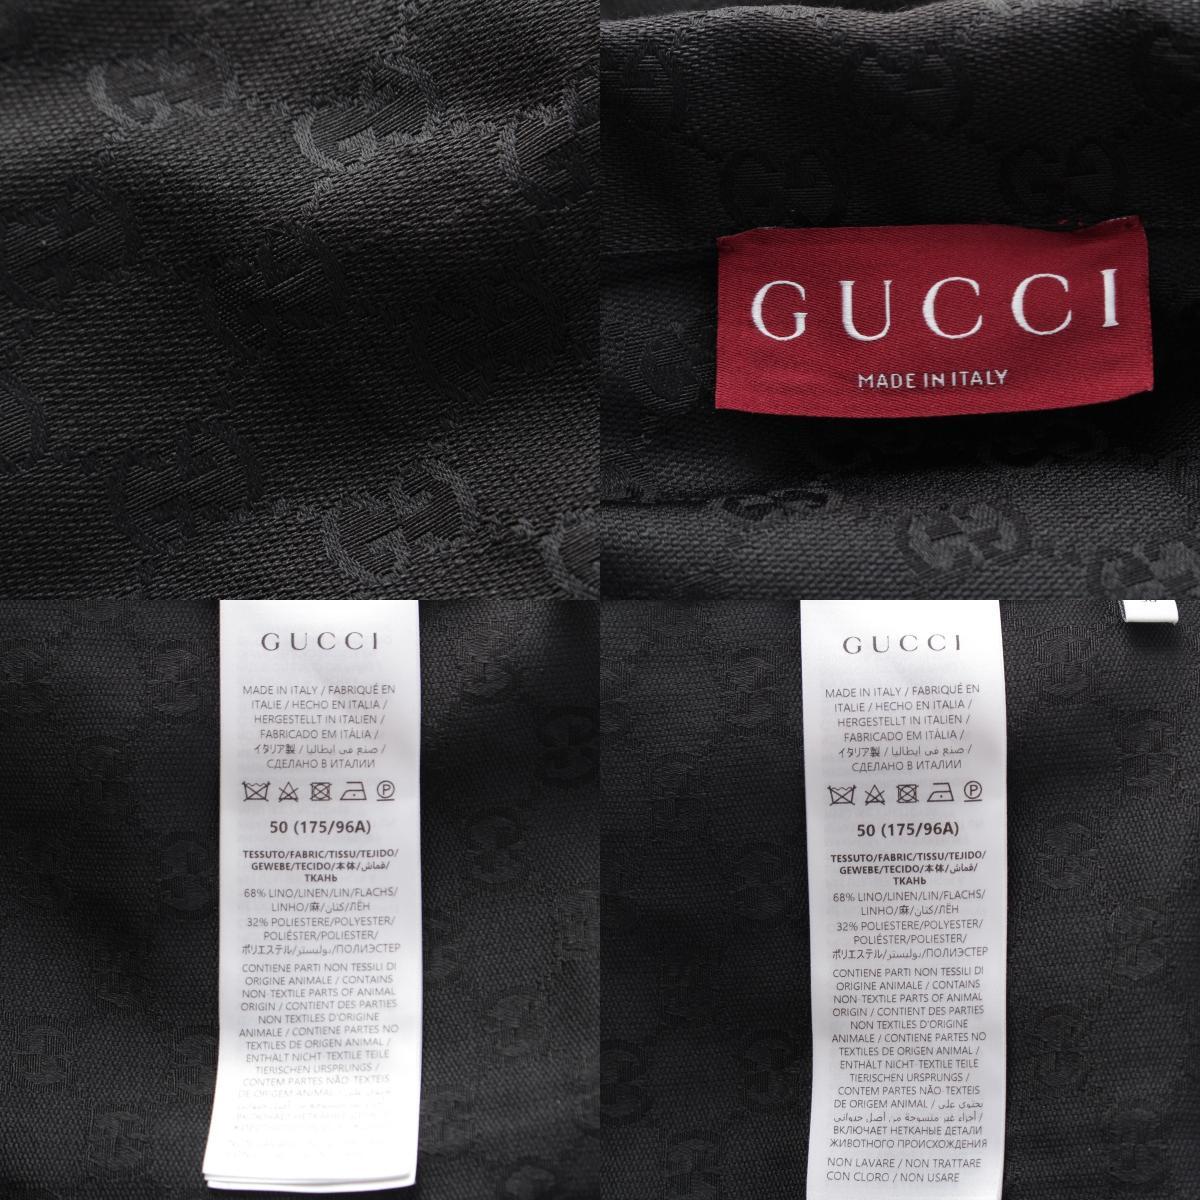 GUCCI
MADE IN ITALY
GUCCI
MADE IN ITALY / FABRIQUÉ EN
ITALIE / HECHO EN ITALIA /
HERGESTELLT IN ITALIEN /
FABRICADO EM ITÁLIA /
イタリア製 / صنع في ايطاليا /
СДЕЛАНО В ИТАЛИИ
P
50 (175/96A)
TESSUTO/FABRIC/TISSU/TEJIDO/
GEWEBE/TECIDO/本体/قماش/
ТКАНЬ
68% LINO/LINEN/LIN/FLACHS/
LINHO/麻/كتان/ЛЁН
32% POLIESTERE/POLYESTER/
POLIÉSTER/POLIESTER/
ポリエステル/بوليستر/ПОЛИЭСТЕР
CONTIENE PARTI NON TESSILI DI
ORIGINE ANIMALE / CONTAINS
NON-TEXTILE PARTS OF ANIMAL
ORIGIN / CONTIENT DES PARTIES
NON TEXTILES D'ORIGINE
ANIMALE / CONTIENE PARTES NO
TEXTILES DE ORIGEN ANIMAL /
ENTHÄLT NICHT-TEXTILE TEILE
TIERISCHEN URSPRUNGS /
CONTEM PARTES NÃO-TEXTEIS
DE ORIGEM ANIMAL
GUCCI
MADE IN ITALY / FABRIQUÉ EN
ITALIE / HECHO EN ITALIA /
HERGESTELLT IN ITALIEN /
FABRICADO EM ITÁLIA /
イタリア製 / صنع في ايطاليا /
СДЕЛАНО В ИТАЛИИ
P
50 (175/96A)
TESSUTO/FABRIC/TISSU/TEJIDO/
GEWEBE/TECIDO/本体/قماش/
ТКАНЬ
68% LINO/LINEN/LIN/FLACHS/
LINHO/麻/كتان/ЛЁН
32% POLIESTERE/POLYESTER/
POLIÉSTER/POLIESTER/
ポリエステル/بوليستر/ПОЛИЭСТЕР
CONTIENE PARTI NON TESSILI DI
ORIGINE ANIMALE / CONTAINS
NON-TEXTILE PARTS OF ANIMAL
ORIGIN / CONTIENT DES PARTIES
NON TEXTILES D'ORIGINE
ANIMALE / CONTIENE PARTES NO
TEXTILES DE ORIGEN ANIMAL /
ENTHÄLT NICHT-TEXTILE TEILE
TIERISCHEN URSPRUNGS /
CONTEM PARTES NÃO-TEXTEIS
DE ORIGEM ANIMAL / يحتوي على
أجزاء غير منسوجة من أصل حيواني /
ВКЛЮЧАЕТ НЕТКАНЫЕ ДЕТАЛИ
ЖИВОТНОГО ПРОИСХОЖДЕНИЯ
NON LAVARE / NON TRATTARE
CON CLORO / NON USARE